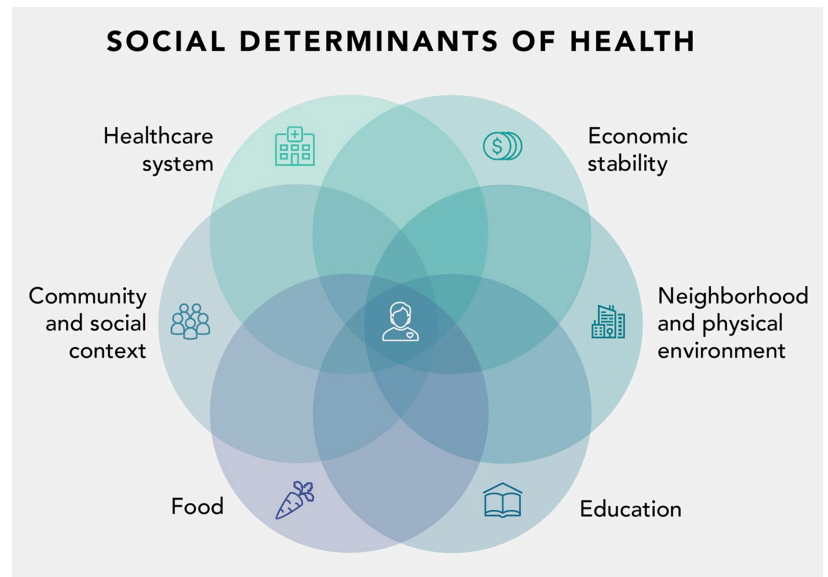 SOCIAL DETERMINANTS OF HEALTH
Healthcare
system
Economic
stability
$
Community
and social
context
Neighborhood
and physical
environment
Food
Education